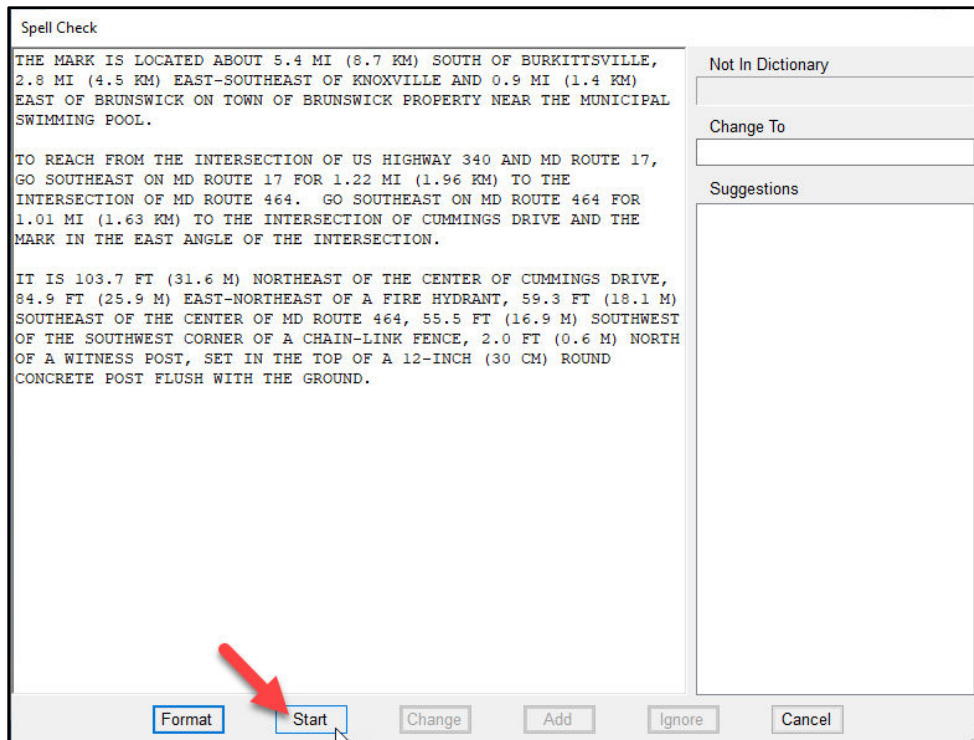 Spell Check
THE MARK IS LOCATED ABOUT 5.4 MI (8.7 KM) SOUTH OF BURKITTSVILLE,
2.8 MI (4.5 KM) EAST-SOUTHEAST OF KNOXVILLE AND 0.9 MI (1.4 KM)
EAST OF BRUNSWICK ON TOWN OF BRUNSWICK PROPERTY NEAR THE MUNICIPAL
SWIMMING POOL.
TO REACH FROM THE INTERSECTION OF US HIGHWAY 340 AND MD ROUTE 17,
GO SOUTHEAST ON MD ROUTE 17 FOR 1.22 MI (1.96 KM) TO THE
INTERSECTION OF MD ROUTE 464.  GO SOUTHEAST ON MD ROUTE 464 FOR
1.01 MI (1.63 KM) TO THE INTERSECTION OF CUMMINGS DRIVE AND THE
MARK IN THE EAST ANGLE OF THE INTERSECTION.
IT IS 103.7 FT (31.6 M) NORTHEAST OF THE CENTER OF CUMMINGS DRIVE,
84.9 FT (25.9 M) EAST-NORTHEAST OF A FIRE HYDRANT, 59.3 FT (18.1 M)
SOUTHEAST OF THE CENTER OF MD ROUTE 464, 55.5 FT (16.9 M) SOUTHWEST
OF THE SOUTHWEST CORNER OF A CHAIN-LINK FENCE, 2.0 FT (0.6 M) NORTH
OF A WITNESS POST, SET IN THE TOP OF A 12-INCH (30 CM) ROUND
CONCRETE POST FLUSH WITH THE GROUND.
Not In Dictionary
Change To
Suggestions
Format
Start
Change
Add
Ignore
Cancel